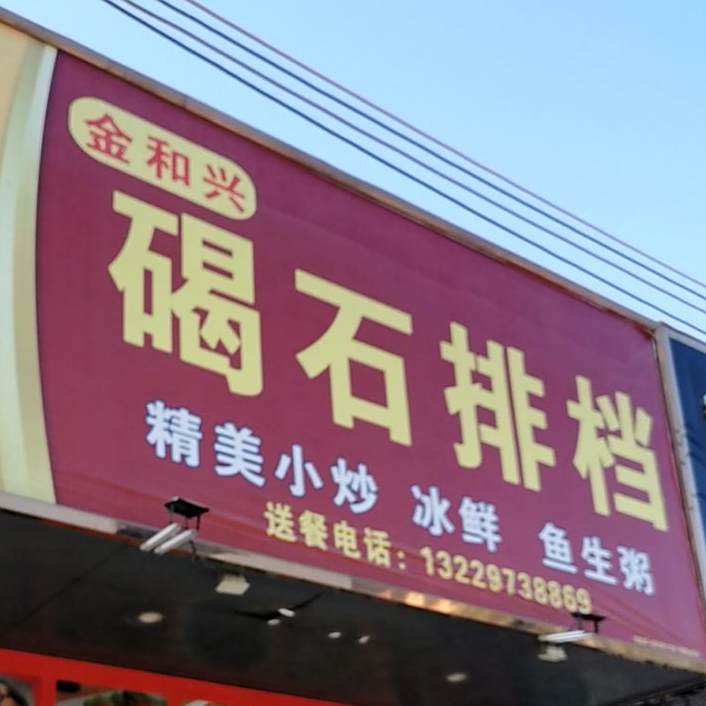 金和兴
碣石排档
精美小炒 冰鲜 鱼生粥
送餐电话：13229738869